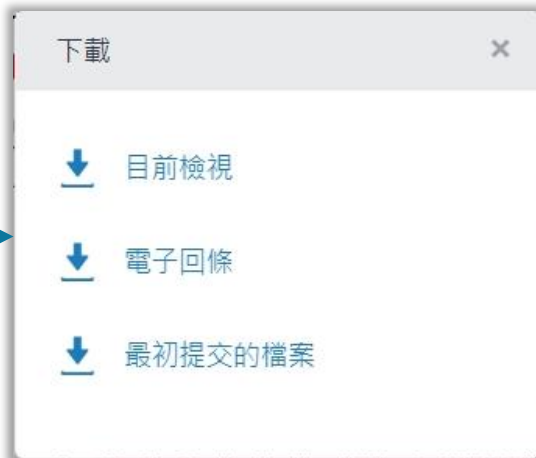 下載
目前檢視
電子回條
最初提交的檔案